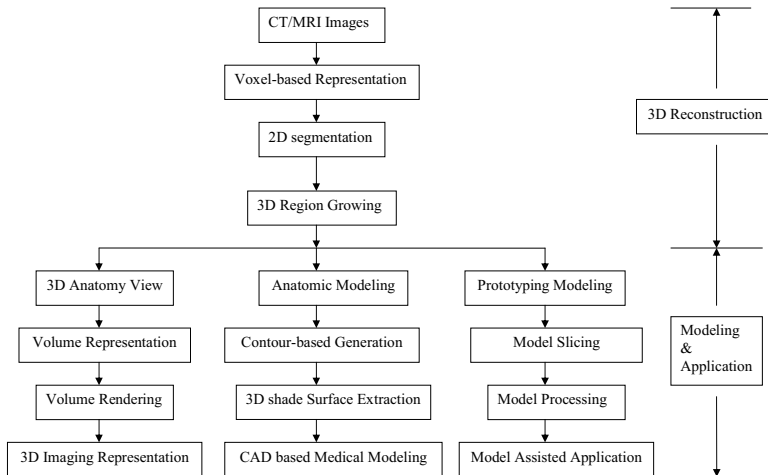 CT/MRI Images
Voxel-based Representation
2D segmentation
3D Reconstruction
3D Region Growing
3D Anatomy View
Anatomic Modeling
Prototyping Modeling
Volume Representation
Contour-based Generation
Model Slicing
Modeling
&
Application
Volume Rendering
3D shade Surface Extraction
Model Processing
3D Imaging Representation
CAD based Medical Modeling
Model Assisted Application